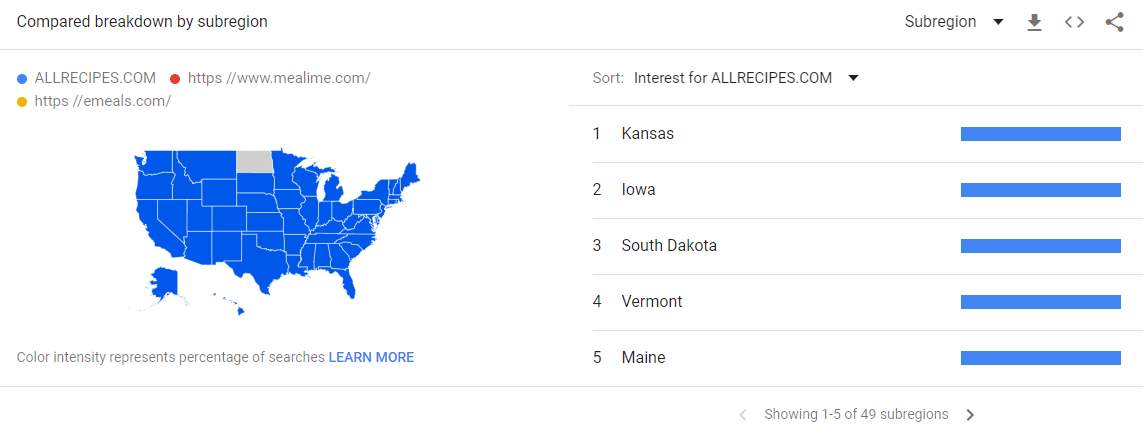 Compared breakdown by subregion
Subregion
ALLRECIPES.COM https //www.mealime.com/
https //emeals.com/
Color intensity represents percentage of searches LEARN MORE
Sort: Interest for ALLRECIPES.COM
1 Kansas
2 Iowa
3 South Dakota
4 Vermont
5 Maine
Showing 1-5 of 49 subregions